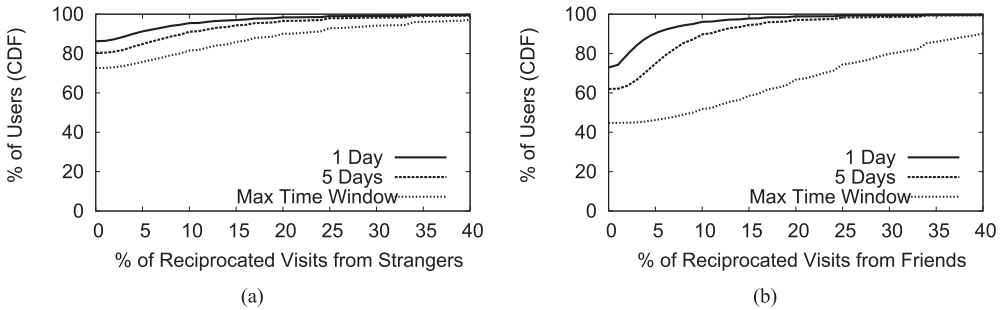 % of Users (CDF)
100
80
60
40
20
0
1 Day
5 Days
Max Time Window
0 5 10 15 20 25 30 35 40
% of Reciprocated Visits from Strangers
(a)
% of Users (CDF)
100
80
60
40
20
0
1 Day
5 Days
Max Time Window
0 5 10 15 20 25 30 35 40
% of Reciprocated Visits from Friends
(b)